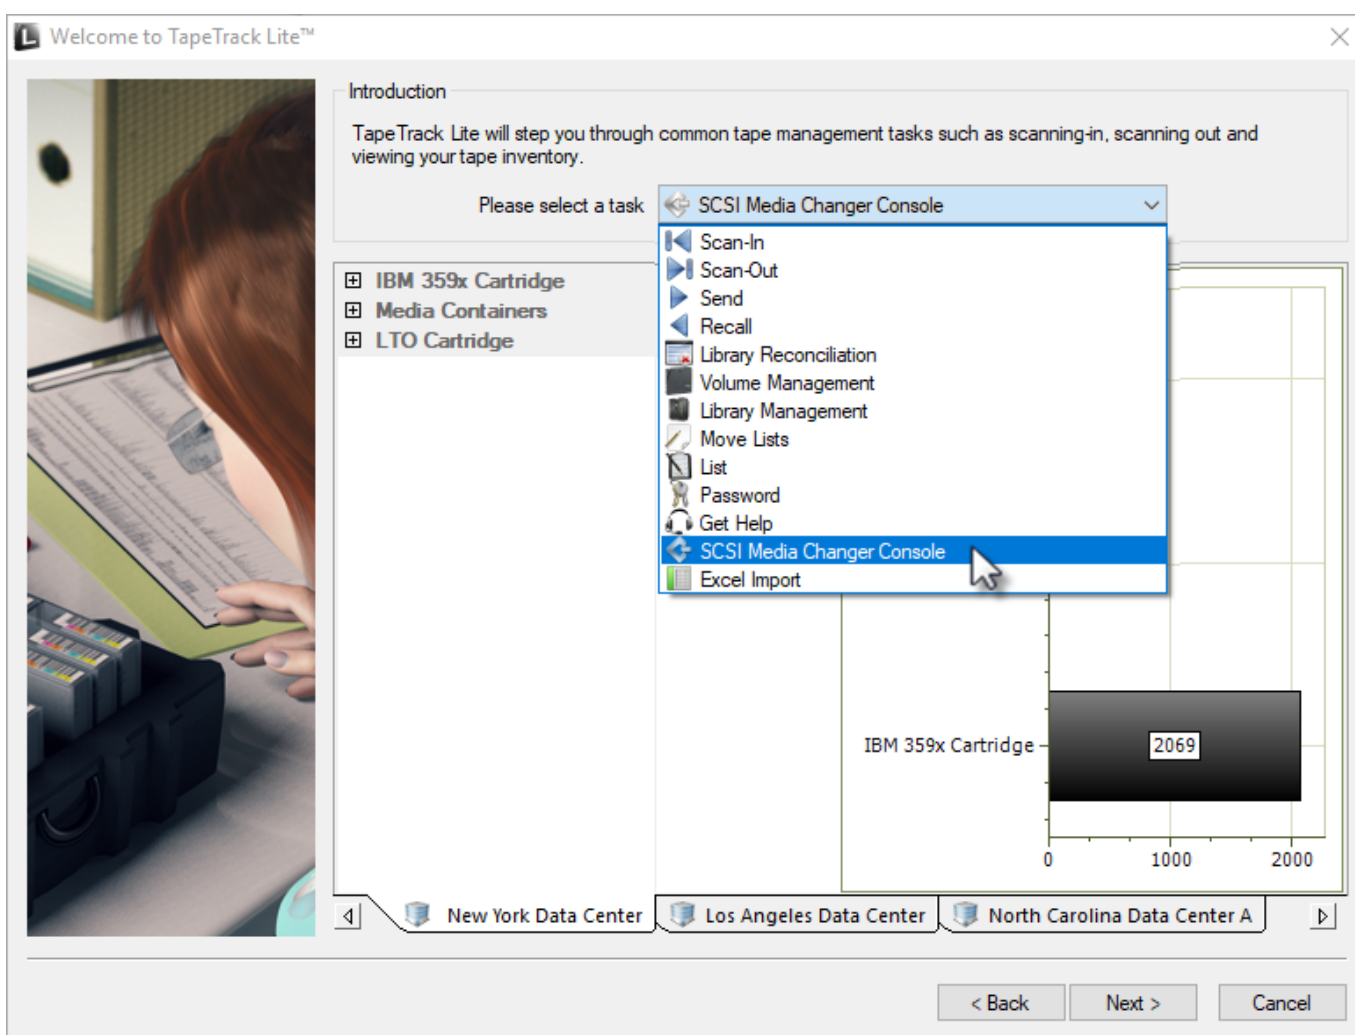 Welcome to TapeTrack Lite™
Introduction
TapeTrack Lite will step you through common tape management tasks such as scanning-in, scanning out and
viewing your tape inventory.
Please select a task
SCSI Media Changer Console
Scan-In
Scan-Out
Send
Recall
Library Reconciliation
Volume Management
Library Management
Move Lists
List
Password
Get Help
SCSI Media Changer Console
Excel Import
IBM 359x Cartridge
Media Containers
LTO Cartridge
IBM 359x Cartridge
2069
0 1000 2000
New York Data Center
Los Angeles Data Center
North Carolina Data Center A
< Back
Next >
Cancel